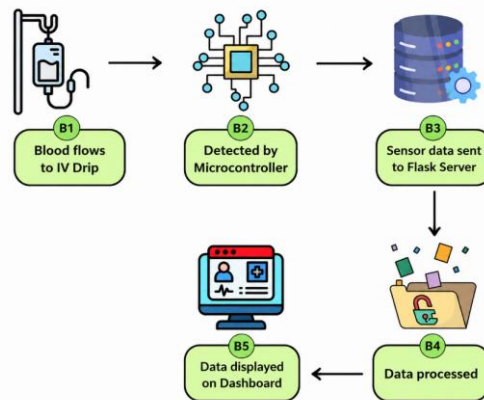 B1
Blood flows
to IV Drip
B2
Detected by
Microcontroller
B3
Sensor data sent
to Flask Server
B4
Data processed
B5
Data displayed
on Dashboard